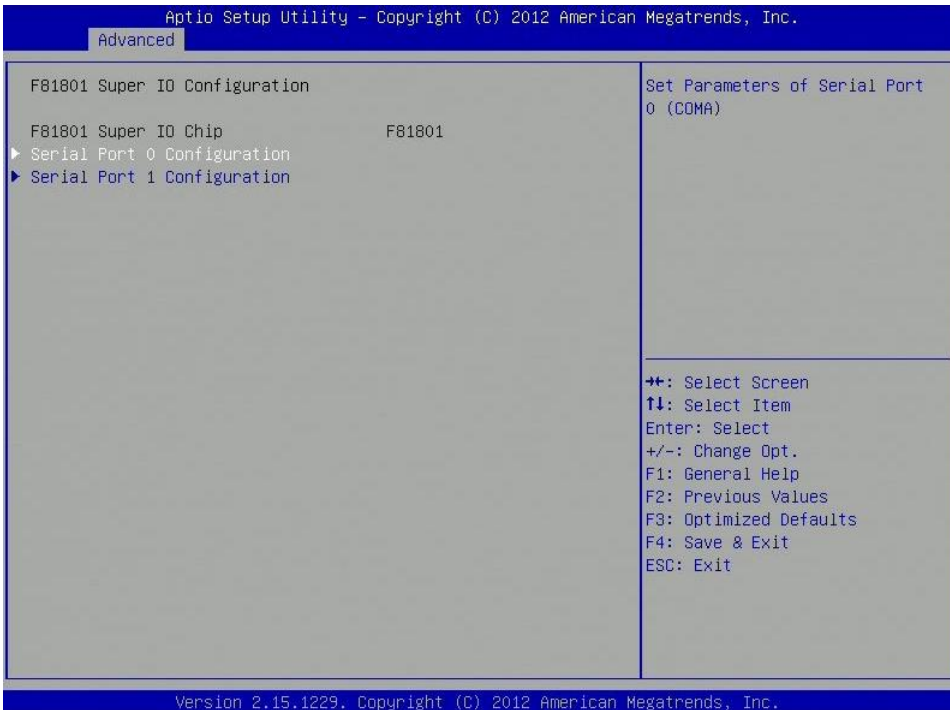 Aptio Setup Utility – Copyright (C) 2012 American Megatrends, Inc.
Advanced
F81801 Super IO Configuration
F81801 Super IO Chip F81801
Serial Port 0 Configuration
Serial Port 1 Configuration
Set Parameters of Serial Port
0 (COMA)
→←: Select Screen
↑↓: Select Item
Enter: Select
+/-: Change Opt.
F1: General Help
F2: Previous Values
F3: Optimized Defaults
F4: Save & Exit
ESC: Exit
Version 2.15.1229. Copyright (C) 2012 American Megatrends, Inc.